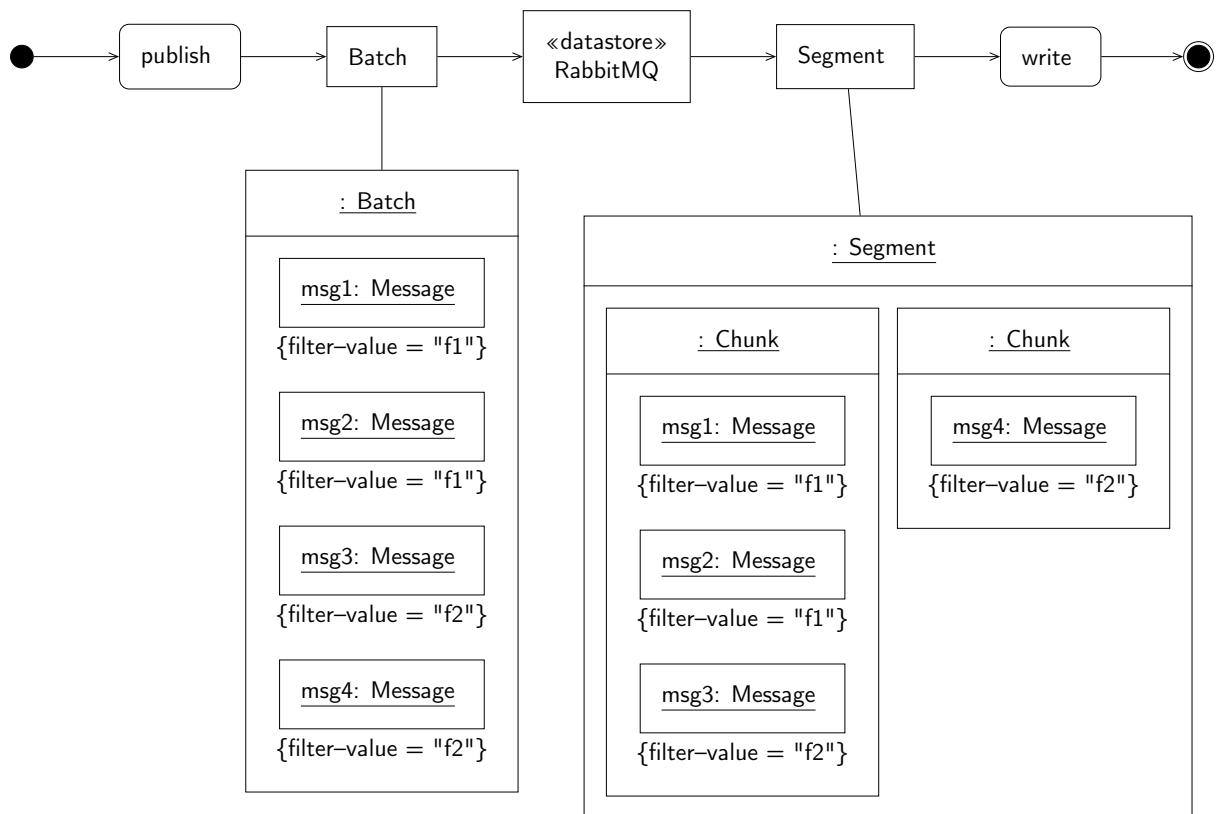 publish
Batch
«datastore»
RabbitMQ
Segment
write
: Batch
msg1: Message
{filter–value = "f1"}
msg2: Message
{filter–value = "f1"}
msg3: Message
{filter–value = "f2"}
msg4: Message
{filter–value = "f2"}
: Segment
: Chunk
msg1: Message
{filter–value = "f1"}
msg2: Message
{filter–value = "f1"}
msg3: Message
{filter–value = "f2"}
: Chunk
msg4: Message
{filter–value = "f2"}